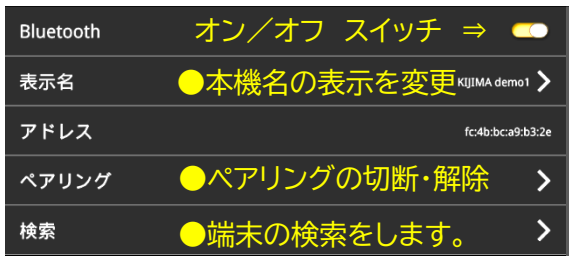 Bluetooth オン／オフ スイッチ ⇒
表示名 ●本機名の表示を変更 KIJIMA demo1 >
アドレス fc:4b:bc:a9:b3:2e
ペアリング ●ペアリングの切断・解除 >
検索 ●端末の検索をします。 >